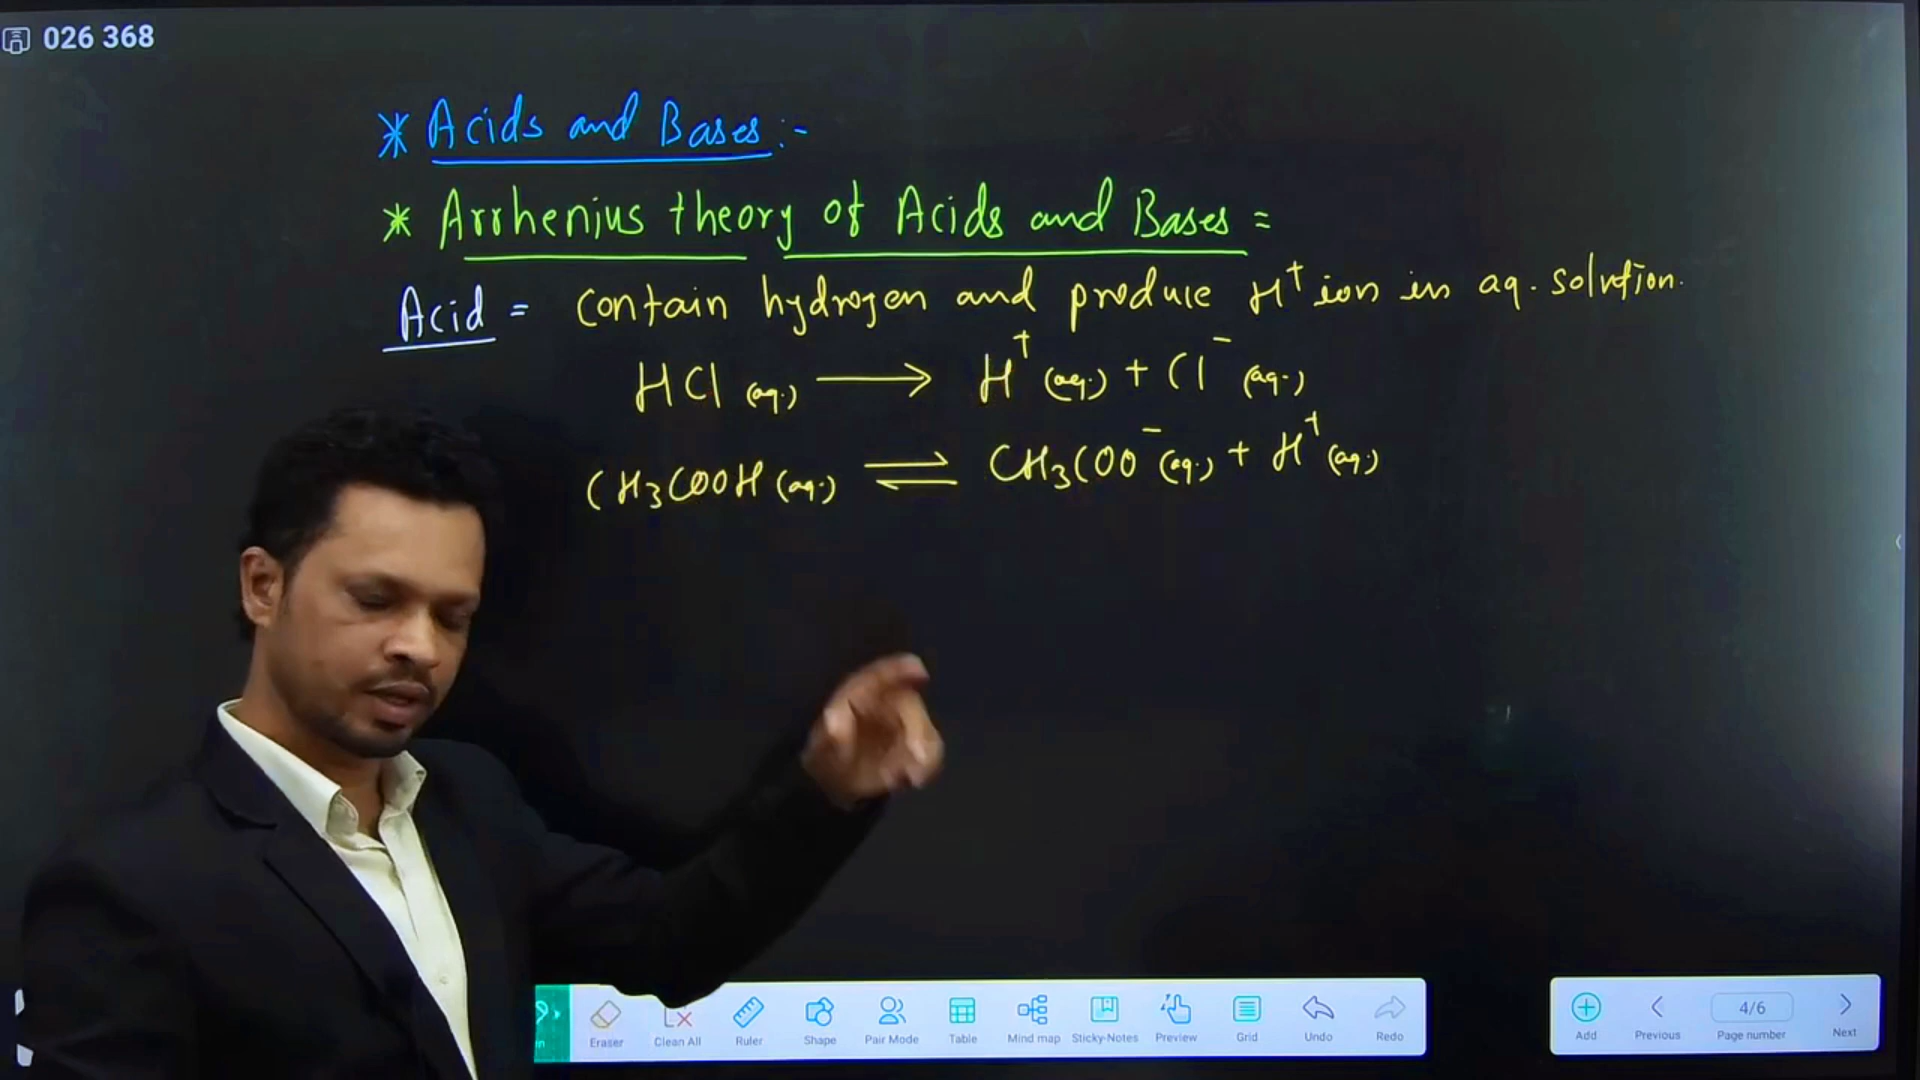 026 368
* Acids and Bases:-
* Arrhenius theory of Acids and Bases =
Acid = contain hydrogen and produce H⁺ ion in aq. solution.
HCl (aq.) ⟶ H⁺ (aq.) + Cl⁻ (aq.)
CH₃COOH (aq.) ⇌ CH₃COO⁻ (aq.) + H⁺ (aq.)
Eraser Clean All Ruler Shape Pair Mode Table Mind map Sticky-Notes Preview Grid Undo Redo
4/6
Add Previous Page number Next